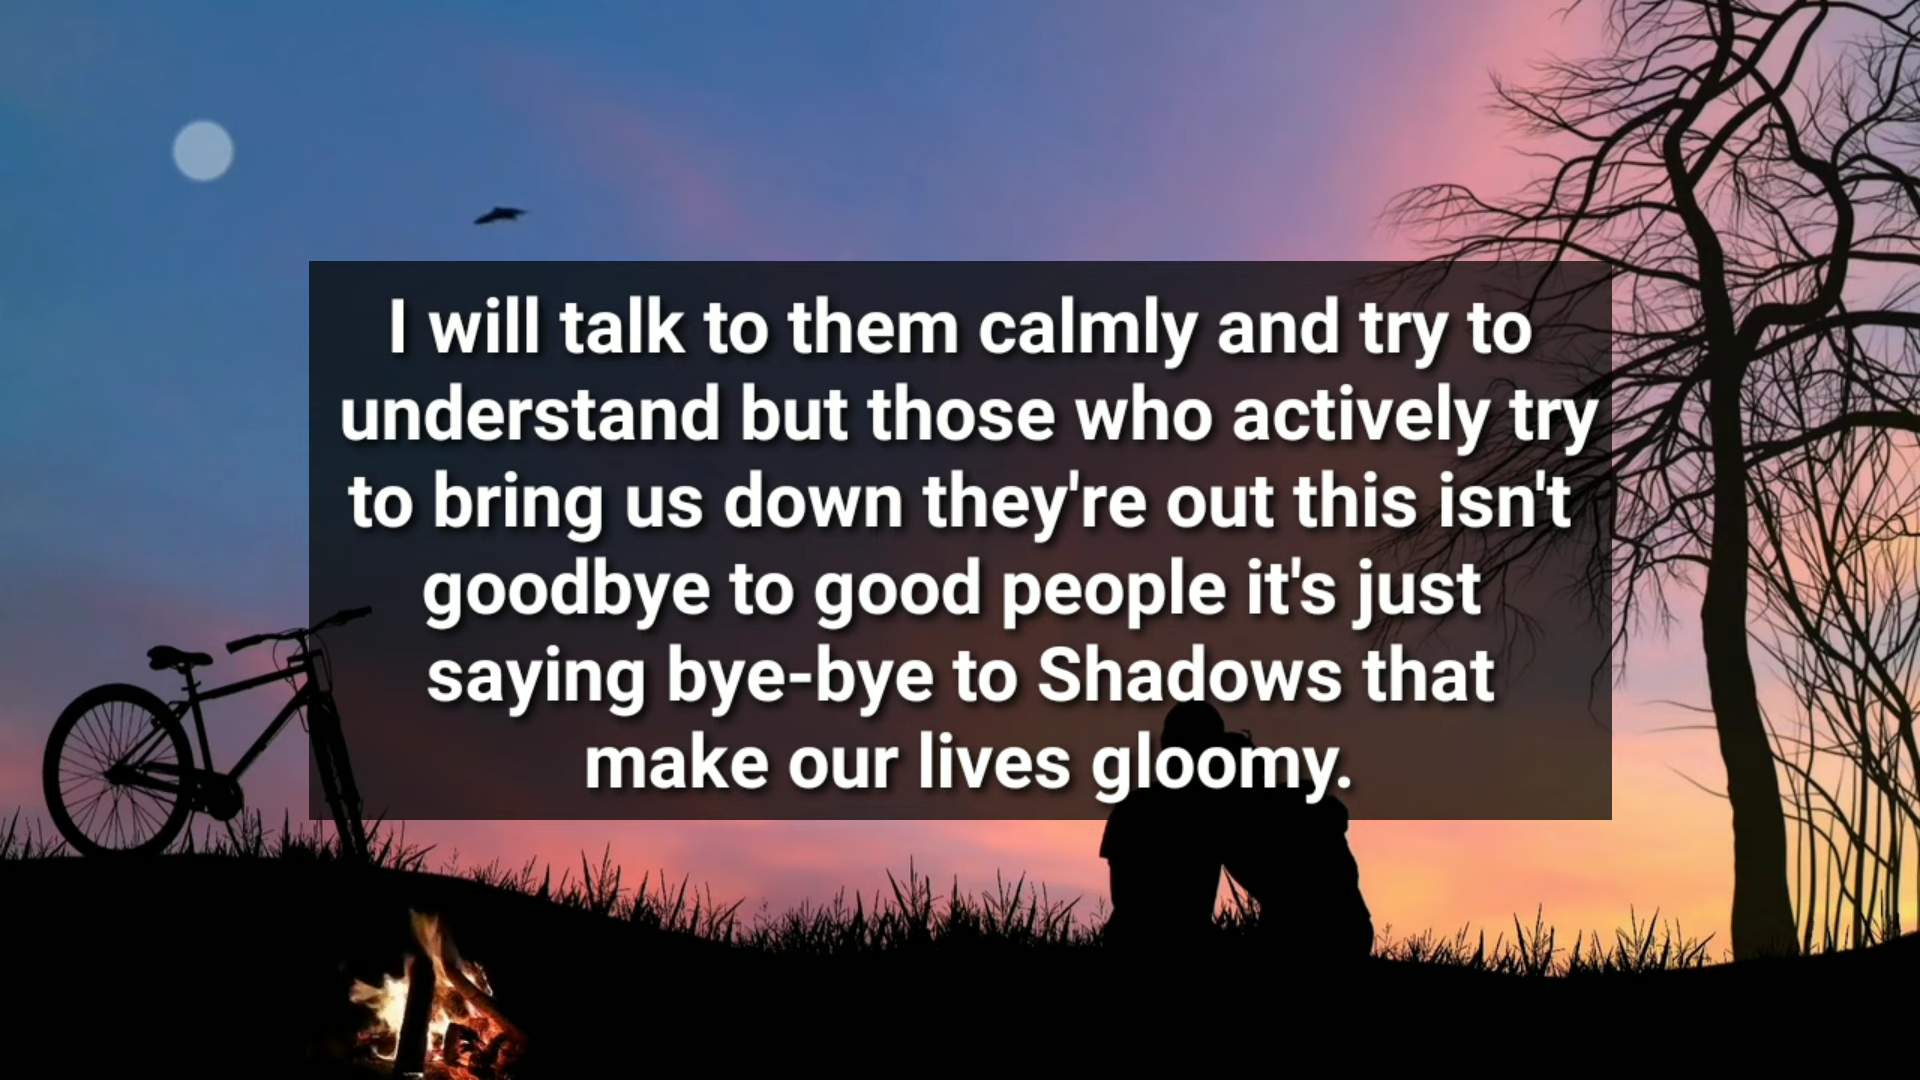 I will talk to them calmly and try to
understand but those who actively try
to bring us down they're out this isn't
goodbye to good people it's just
saying bye-bye to Shadows that
make our lives gloomy.